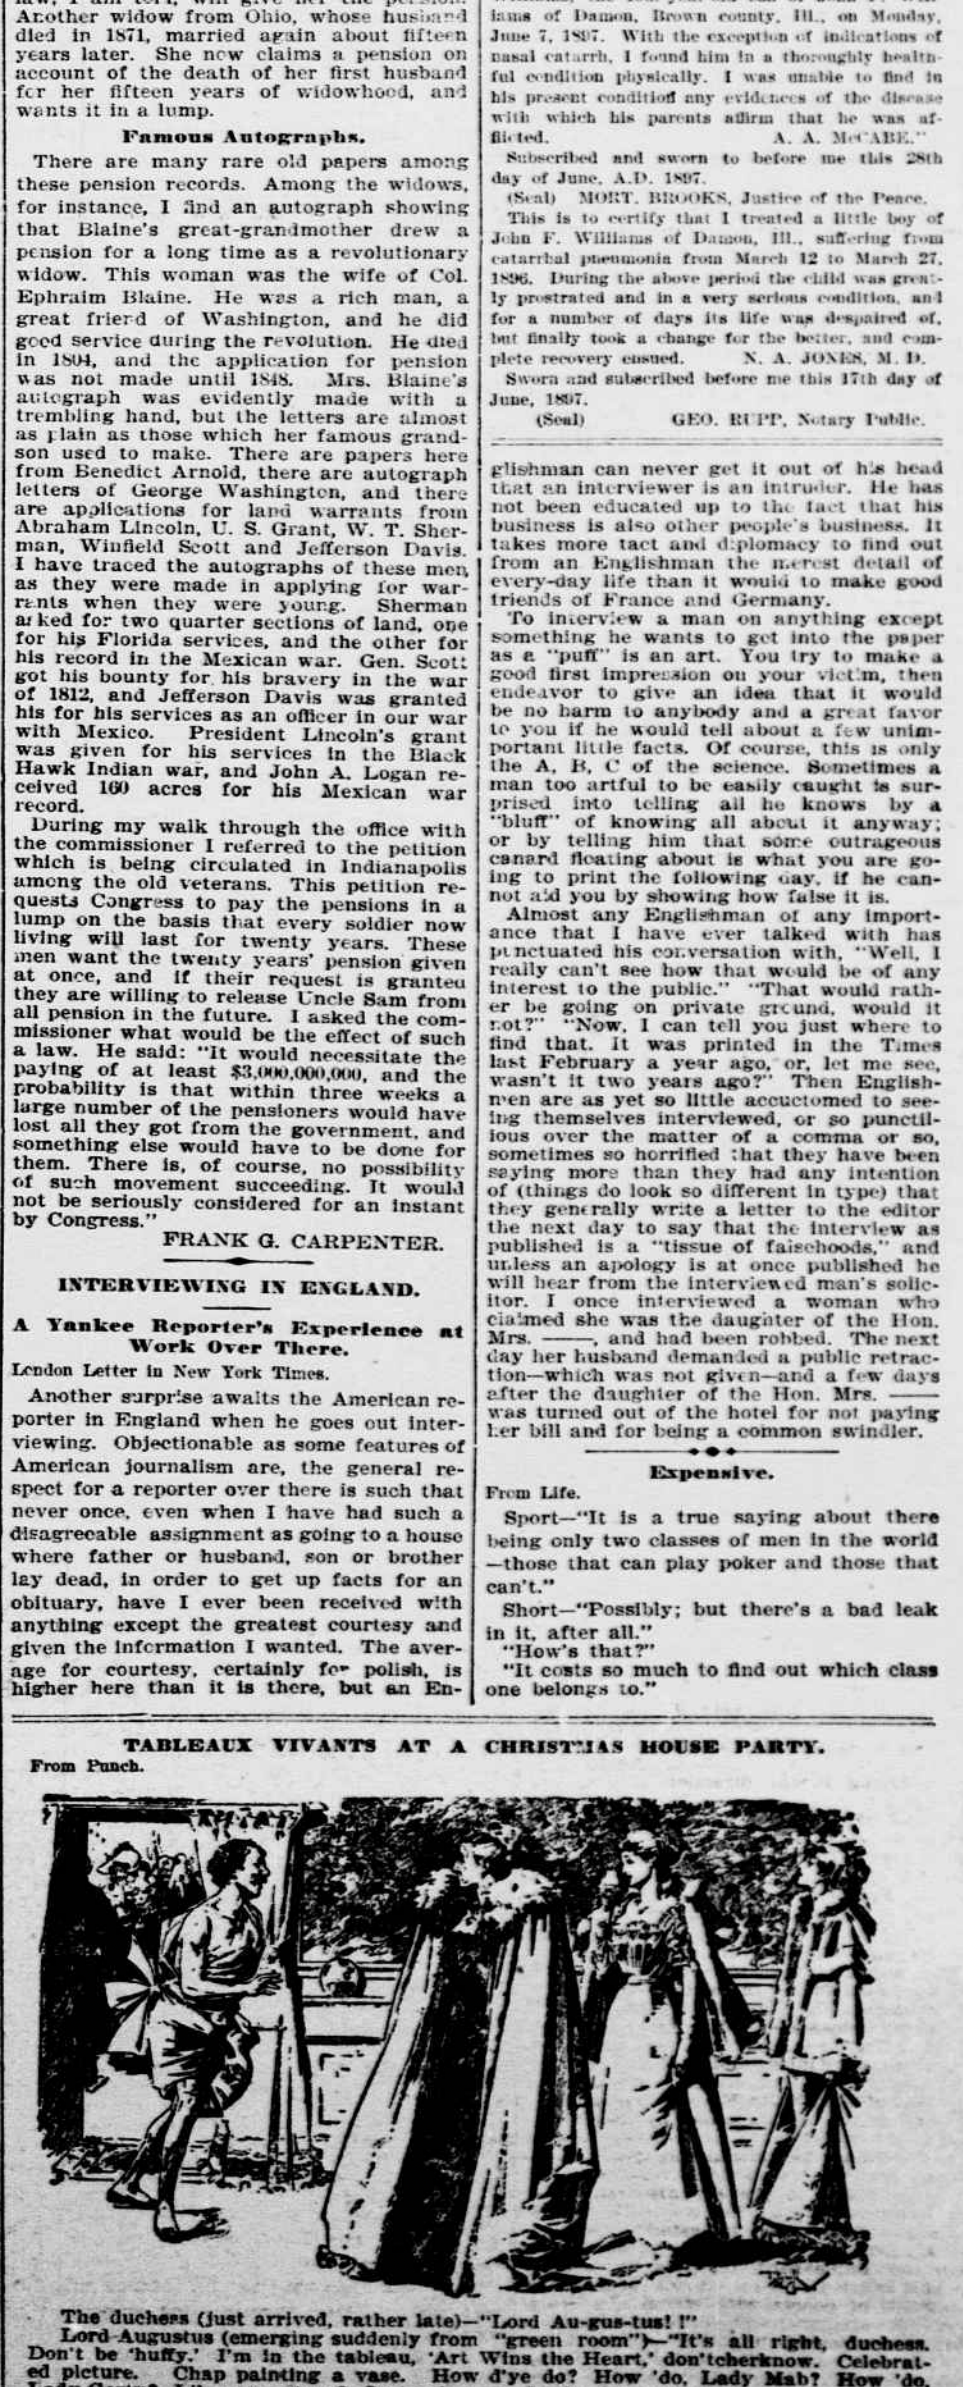 Another widow from Ohio, whose husband
died in 1871, married again about fifteen
years later. She now claims a pension on
account of the death of her first husband
fcr her fifteen years of widowhood, and
wants it in a lump.
Famous Autographs.
There are many rare old papers among
these pension records. Among the widows,
for instance, I find an autograph showing
that Blaine's great-grandmother drew a
pension for a long time as a revolutionary
widow. This woman was the wife of Col.
Ephraim Blaine. He was a rich man, a
great friend of Washington, and he did
good service during the revolution. He died
in 1804, and the application for pension
was not made until 1848. Mrs. Blaine's
autograph was evidently made with a
trembling hand, but the letters are almost
as plain as those which her famous grand-
son used to make. There are papers here
from Benedict Arnold, there are autograph
letters of George Washington, and there
are applications for land warrants from
Abraham Lincoln, U. S. Grant, W. T. Sher-
man, Winfield Scott and Jefferson Davis.
I have traced the autographs of these men
as they were made in applying for war-
rants when they were young. Sherman
asked for two quarter sections of land, one
for his Florida services, and the other for
his record in the Mexican war. Gen. Scott
got his bounty for his bravery in the war
of 1812, and Jefferson Davis was granted
his for his services as an officer in our war
with Mexico. President Lincoln's grant
was given for his services in the Black
Hawk Indian war, and John A. Logan re-
ceived 160 acres for his Mexican war
record.
During my walk through the office with
the commissioner I referred to the petition
which is being circulated in Indianapolis
among the old veterans. This petition re-
quests Congress to pay the pensions in a
lump on the basis that every soldier now
living will last for twenty years. These
men want the twenty years' pension given
at once, and if their request is granted
they are willing to release Uncle Sam from
all pension in the future. I asked the com-
missioner what would be the effect of such
a law. He said: "It would necessitate the
paying of at least $3,000,000,000, and the
probability is that within three weeks a
large number of the pensioners would have
lost all they got from the government, and
something else would have to be done for
them. There is, of course, no possibility
of such movement succeeding. It would
not be seriously considered for an instant
by Congress."
FRANK G. CARPENTER.
INTERVIEWING IN ENGLAND.
A Yankee Reporter's Experience at
Work Over There.
London Letter in New York Times.
Another surprise awaits the American re-
porter in England when he goes out inter-
viewing. Objectionable as some features of
American journalism are, the general re-
spect for a reporter over there is such that
never once, even when I have had such a
disagreeable assignment as going to a house
where father or husband, son or brother
lay dead, in order to get up facts for an
obituary, have I ever been received with
anything except the greatest courtesy and
given the information I wanted. The aver-
age for courtesy, certainly for polish, is
higher here than it is there, but an En-
iams of Damon, Brown county, Ill., on Monday,
June 7, 1897. With the exception of indications of
nasal catarrh, I found him in a thoroughly health-
ful condition physically. I was unable to find in
his present condition any evidences of the disease
with which his parents affirm that he was af-
flicted. A. A. McCABE."
Subscribed and sworn to before me this 28th
day of June, A.D. 1897.
(Seal) MORT. BROOKS, Justice of the Peace.
This is to certify that I treated a little boy of
John F. Williams of Damon, Ill., suffering from
catarrhal pneumonia from March 12 to March 27,
1896. During the above period the child was great-
ly prostrated and in a very serious condition, and
for a number of days its life was despaired of,
but finally took a change for the better, and com-
plete recovery ensued. N. A. JONES, M. D.
Sworn and subscribed before me this 17th day of
June, 1897.
(Seal) GEO. RUPP, Notary Public.
glishman can never get it out of his head
that an interviewer is an intruder. He has
not been educated up to the fact that his
business is also other people's business. It
takes more tact and diplomacy to find out
from an Englishman the merest detail of
every-day life than it would to make good
friends of France and Germany.
To interview a man on anything except
something he wants to get into the paper
as a "puff" is an art. You try to make a
good first impression on your victim, then
endeavor to give an idea that it would
be no harm to anybody and a great favor
to you if he would tell about a few unim-
portant little facts. Of course, this is only
the A, B, C of the science. Sometimes a
man too artful to be easily caught is sur-
prised into telling all he knows by a
"bluff" of knowing all about it anyway;
or by telling him that some outrageous
canard floating about is what you are go-
ing to print the following day, if he can-
not aid you by showing how false it is.
Almost any Englishman of any import-
ance that I have ever talked with has
punctuated his conversation with, "Well, I
really can't see how that would be of any
interest to the public." "That would rath-
er be going on private ground, would it
not?" "Now, I can tell you just where to
find that. It was printed in the Times
last February a year ago, or, let me see,
wasn't it two years ago?" Then English-
men are as yet so little accuctomed to see-
ing themselves interviewed, or so punctil-
ious over the matter of a comma or so,
sometimes so horrified that they have been
saying more than they had any intention
of (things do look so different in type) that
they generally write a letter to the editor
the next day to say that the interview as
published is a "tissue of falsehoods," and
unless an apology is at once published he
will hear from the interviewed man's solic-
itor. I once interviewed a woman who
claimed she was the daughter of the Hon.
Mrs. ——, and had been robbed. The next
day her husband demanded a public retrac-
tion—which was not given—and a few days
after the daughter of the Hon. Mrs. ——
was turned out of the hotel for not paying
her bill and for being a common swindler.
Expensive.
From Life.
Sport—"It is a true saying about there
being only two classes of men in the world
—those that can play poker and those that
can't."
Short—"Possibly; but there's a bad leak
in it, after all."
"How's that?"
"It costs so much to find out which class
one belongs to."
TABLEAUX VIVANTS AT A CHRISTMAS HOUSE PARTY.
From Punch.
The duchess (just arrived, rather late)—"Lord Au-gus-tus! !"
Lord Augustus (emerging suddenly from "green room")—"It's all right, duchess.
Don't be 'huffy.' I'm in the tableau, 'Art Wins the Heart,' don'tcherknow. Celebrat-
ed picture. Chap painting a vase. How d'ye do? How 'do, Lady Mab? How 'do,